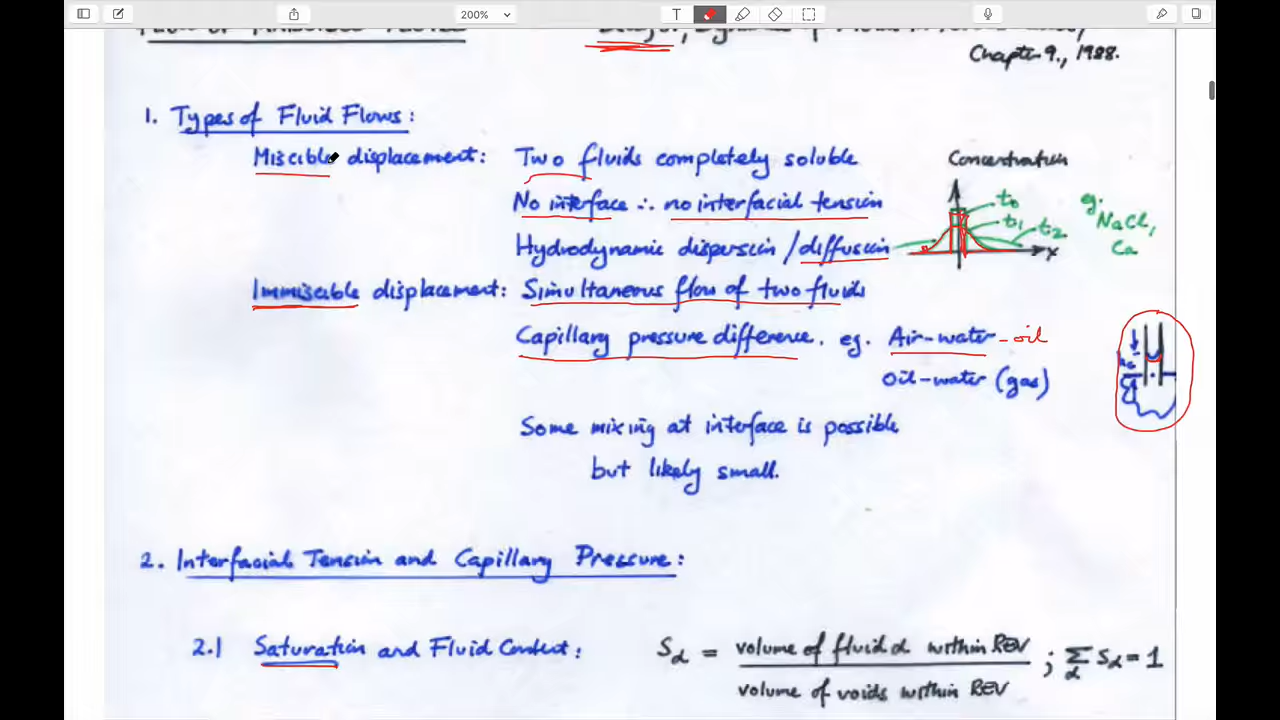 200%
T
Chapter 9., 1988.
1. Types of Fluid Flows:
Miscible displacement: Two fluids completely soluble
No interface ∴ no interfacial tension
Hydrodynamic dispersion / diffusion
Concentration
t0
t1
t2
x
eg. NaCl,
Ca
Immiscible displacement: Simultaneous flow of two fluids
Capillary pressure difference. eg. Air-water-oil
Oil-water (gas)
Some mixing at interface is possible
but likely small.
2. Interfacial Tension and Capillary Pressure:
2.1 Saturation and Fluid Content: Sα = volume of fluid α within REV / volume of voids within REV ; Σα Sα = 1